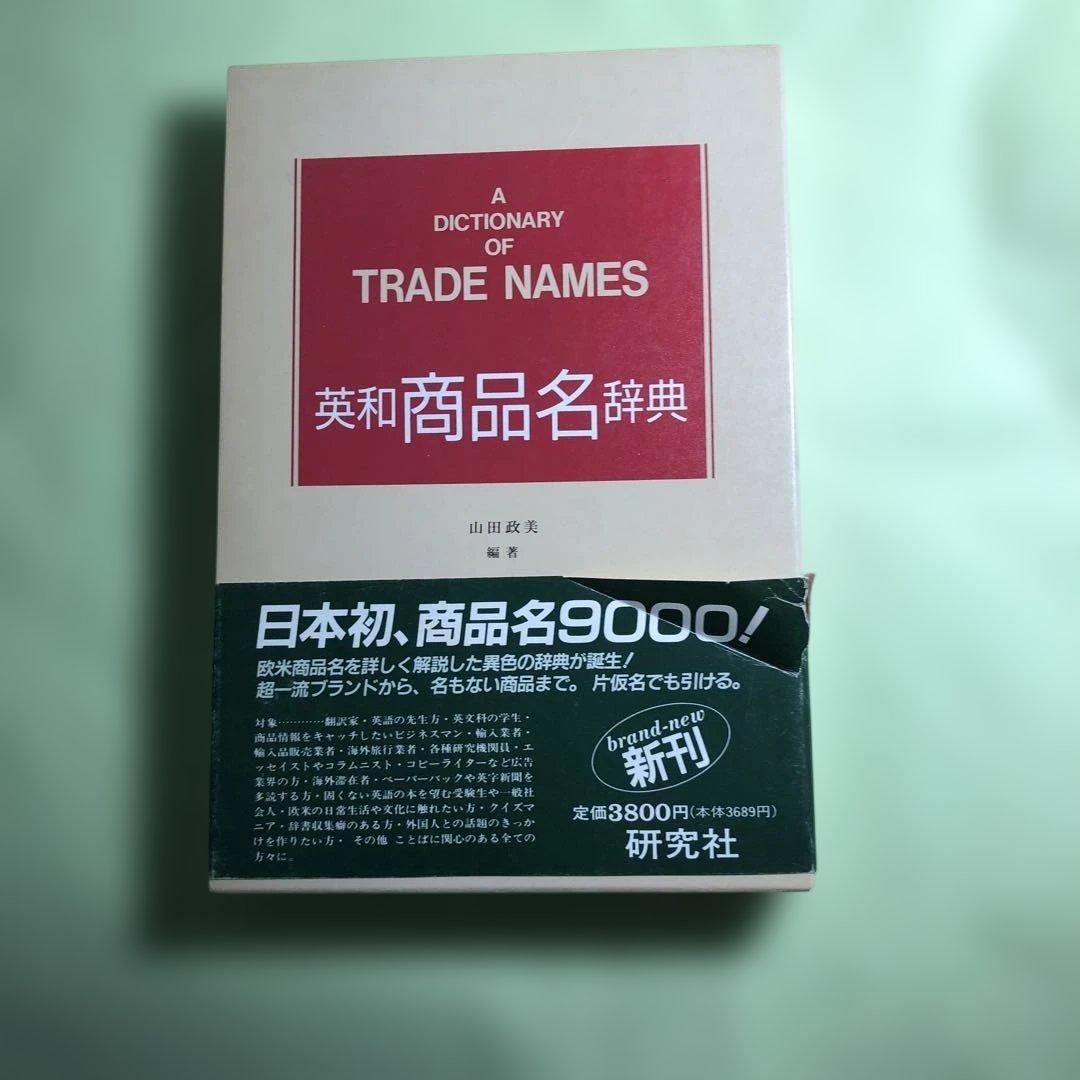 A
DICTIONARY
OF
TRADE NAMES
英和商品名辞典
山田政美
編著
日本初、商品名9000!
欧米商品名を詳しく解説した異色の辞典が誕生!
超一流ブランドから、名もない商品まで。片仮名でも引ける。
対象…………翻訳家・英語の先生方・英文科の学生・
商品情報をキャッチしたいビジネスマン・輸入業者・
輸入品販売業者・海外旅行業者・各種研究機関員・エ
ッセイストやコラムニスト・コピーライターなど広告
業界の方・海外滞在者・ペーパーバックや英字新聞を
多読する方・固くない英語の本を望む受験生や一般社
会人・欧米の日常生活や文化に触れたい方・クイズマ
ニア・辞書収集癖のある方・外国人との話題のきっか
けを作りたい方・ その他 ことばに関心のある全ての
方々に。
brand-new
新刊
定価3800円(本体3689円)
研究社